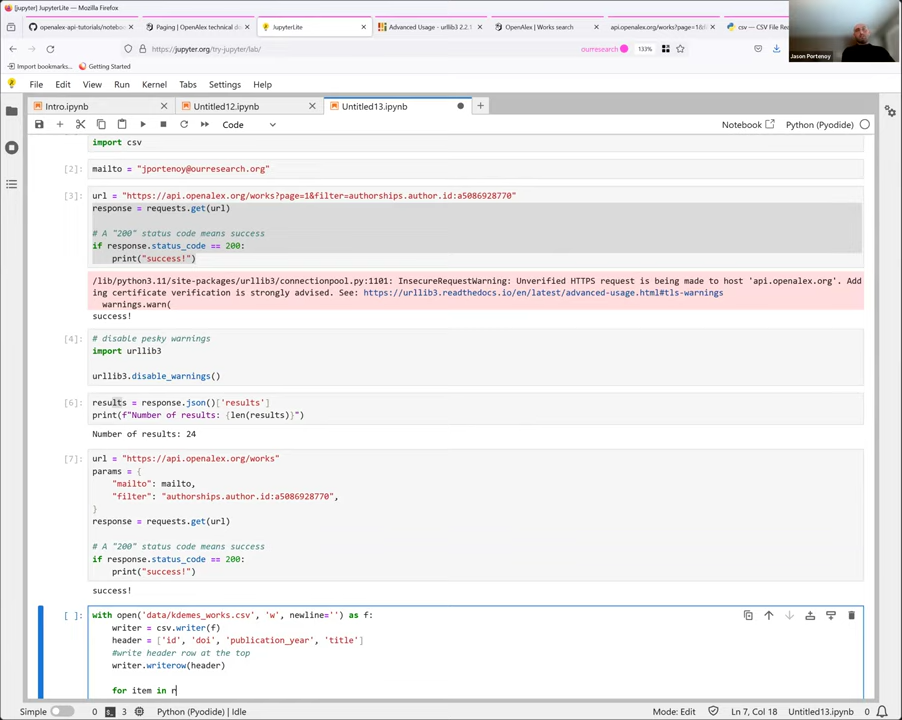 [jupyter] JupyterLite — Mozilla Firefox
openalex-api-tutorials/noteboo
Paging | OpenAlex technical do
JupyterLite
Advanced Usage - urllib3 2.2.1
OpenAlex | Works search
api.openalex.org/works?page=1&fi
csv — CSV File Rea
https://jupyter.org/try-jupyter/lab/
ourresearch
133%
Import bookmarks...
Getting Started
Jason Portenoy
File Edit View Run Kernel Tabs Settings Help
Intro.ipynb
Untitled12.ipynb
Untitled13.ipynb
Code
Notebook
Python (Pyodide)
import csv
[2]: mailto = "jportenoy@ourresearch.org"
[3]: url = "https://api.openalex.org/works?page=1&filter=authorships.author.id:a5086928770"
response = requests.get(url)
# A "200" status code means success
if response.status_code == 200:
print("success!")
/lib/python3.11/site-packages/urllib3/connectionpool.py:1101: InsecureRequestWarning: Unverified HTTPS request is being made to host 'api.openalex.org'. Add
ing certificate verification is strongly advised. See: https://urllib3.readthedocs.io/en/latest/advanced-usage.html#tls-warnings
warnings.warn(
success!
[4]: # disable pesky warnings
import urllib3
urllib3.disable_warnings()
[6]: results = response.json()['results']
print(f"Number of results: {len(results)}")
Number of results: 24
[7]: url = "https://api.openalex.org/works"
params = {
"mailto": mailto,
"filter": "authorships.author.id:a5086928770",
}
response = requests.get(url)
# A "200" status code means success
if response.status_code == 200:
print("success!")
success!
[ ]: with open('data/kdemes_works.csv', 'w', newline='') as f:
writer = csv.writer(f)
header = ['id', 'doi', 'publication_year', 'title']
#write header row at the top
writer.writerow(header)
for item in r
Simple
0
3
Python (Pyodide) | Idle
Mode: Edit
Ln 7, Col 18
Untitled13.ipynb
0